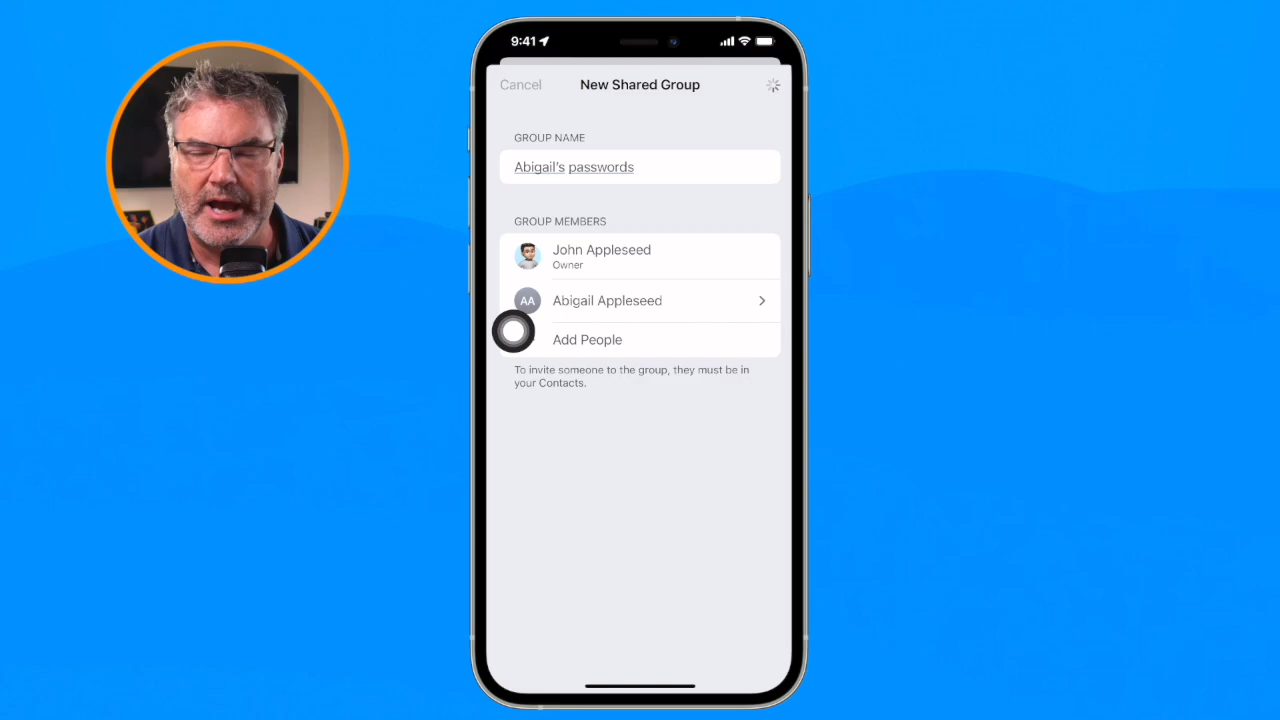 9:41
Cancel
New Shared Group
GROUP NAME
Abigail's passwords
GROUP MEMBERS
John Appleseed
Owner
AA
Abigail Appleseed
Add People
To invite someone to the group, they must be in
your Contacts.